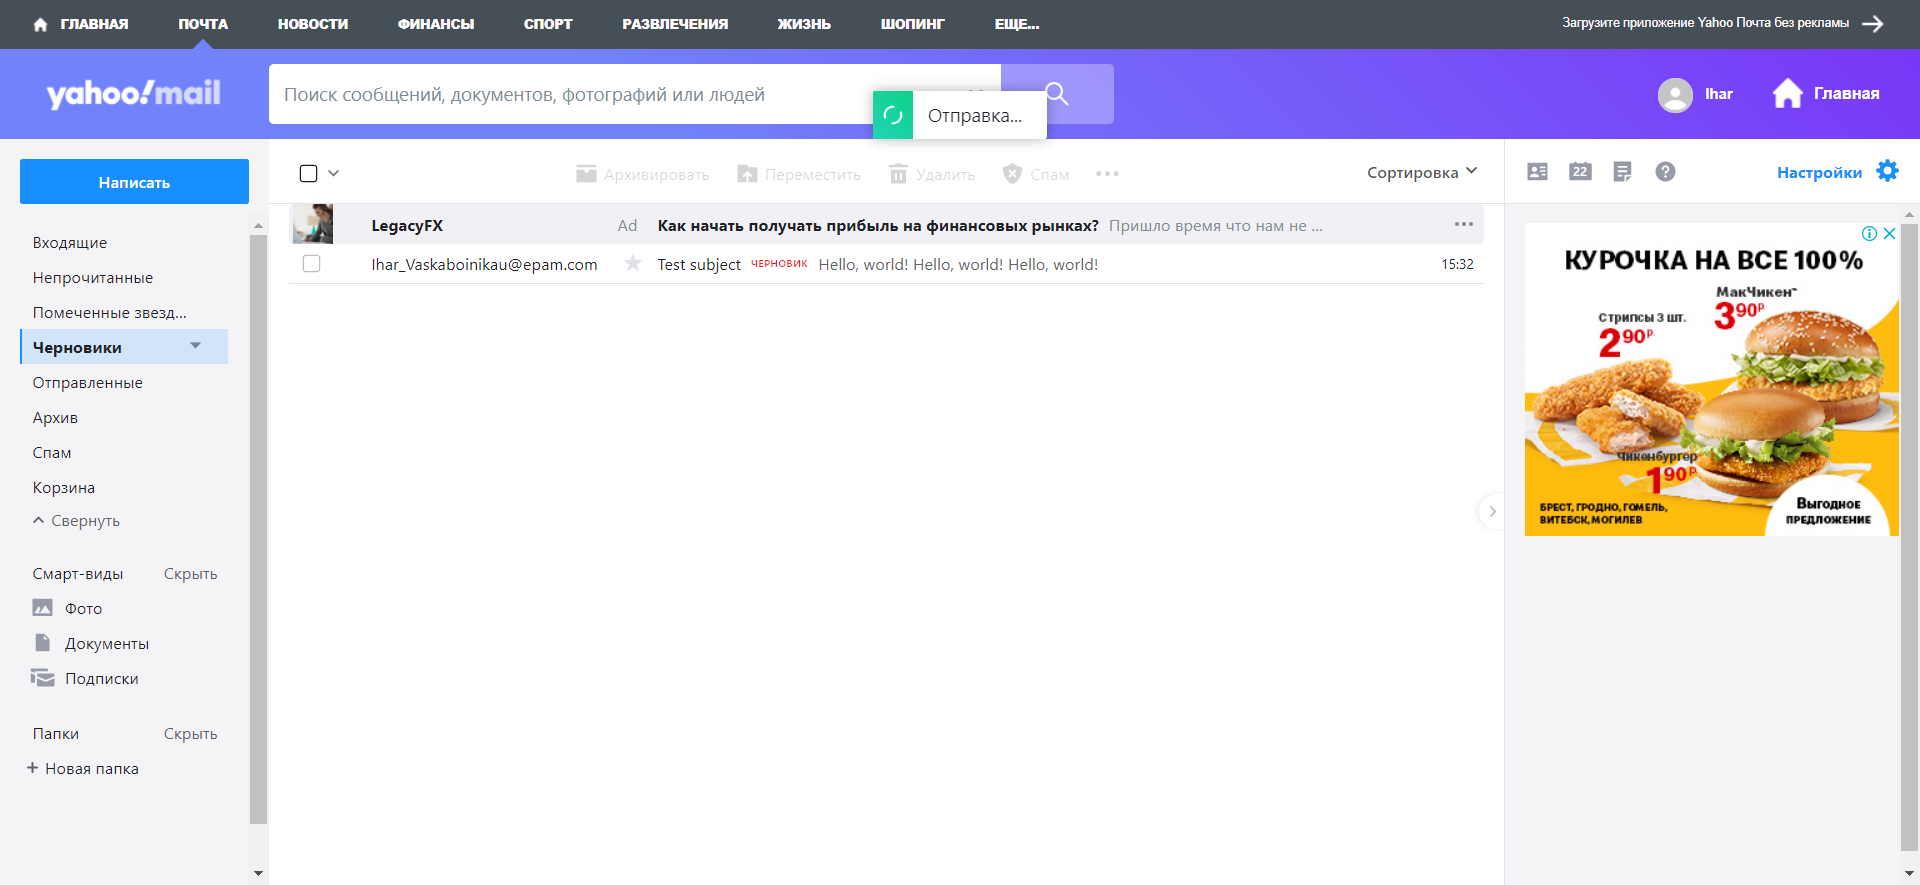 ГЛАВНАЯ ПОЧТА НОВОСТИ ФИНАНСЫ СПОРТ РАЗВЛЕЧЕНИЯ ЖИЗНЬ ШОПИНГ ЕЩЕ... Загрузите приложение Yahoo Почта без рекламы
yahoo!mail Поиск сообщений, документов, фотографий или людей Ihar Главная
Отправка...
Написать
Архивировать Переместить Удалить Спам Сортировка 22 Настройки
LegacyFX Ad Как начать получать прибыль на финансовых рынках? Пришло время что нам не ...
Ihar_Vaskaboinikau@epam.com Test subject ЧЕРНОВИК Hello, world! Hello, world! Hello, world! 15:32
Входящие
Непрочитанные
Помеченные звезд...
Черновики
Отправленные
Архив
Спам
Корзина
Свернуть
Смарт-виды Скрыть
Фото
Документы
Подписки
Папки Скрыть
+ Новая папка
КУРОЧКА НА ВСЕ 100%
МакЧикен™
3 90р.
Стрипсы 3 шт.
2 90р.
Чикенбургер
1 90р.
БРЕСТ, ГРОДНО, ГОМЕЛЬ,
ВИТЕБСК, МОГИЛЕВ
Выгодное
ПРЕДЛОЖЕНИЕ